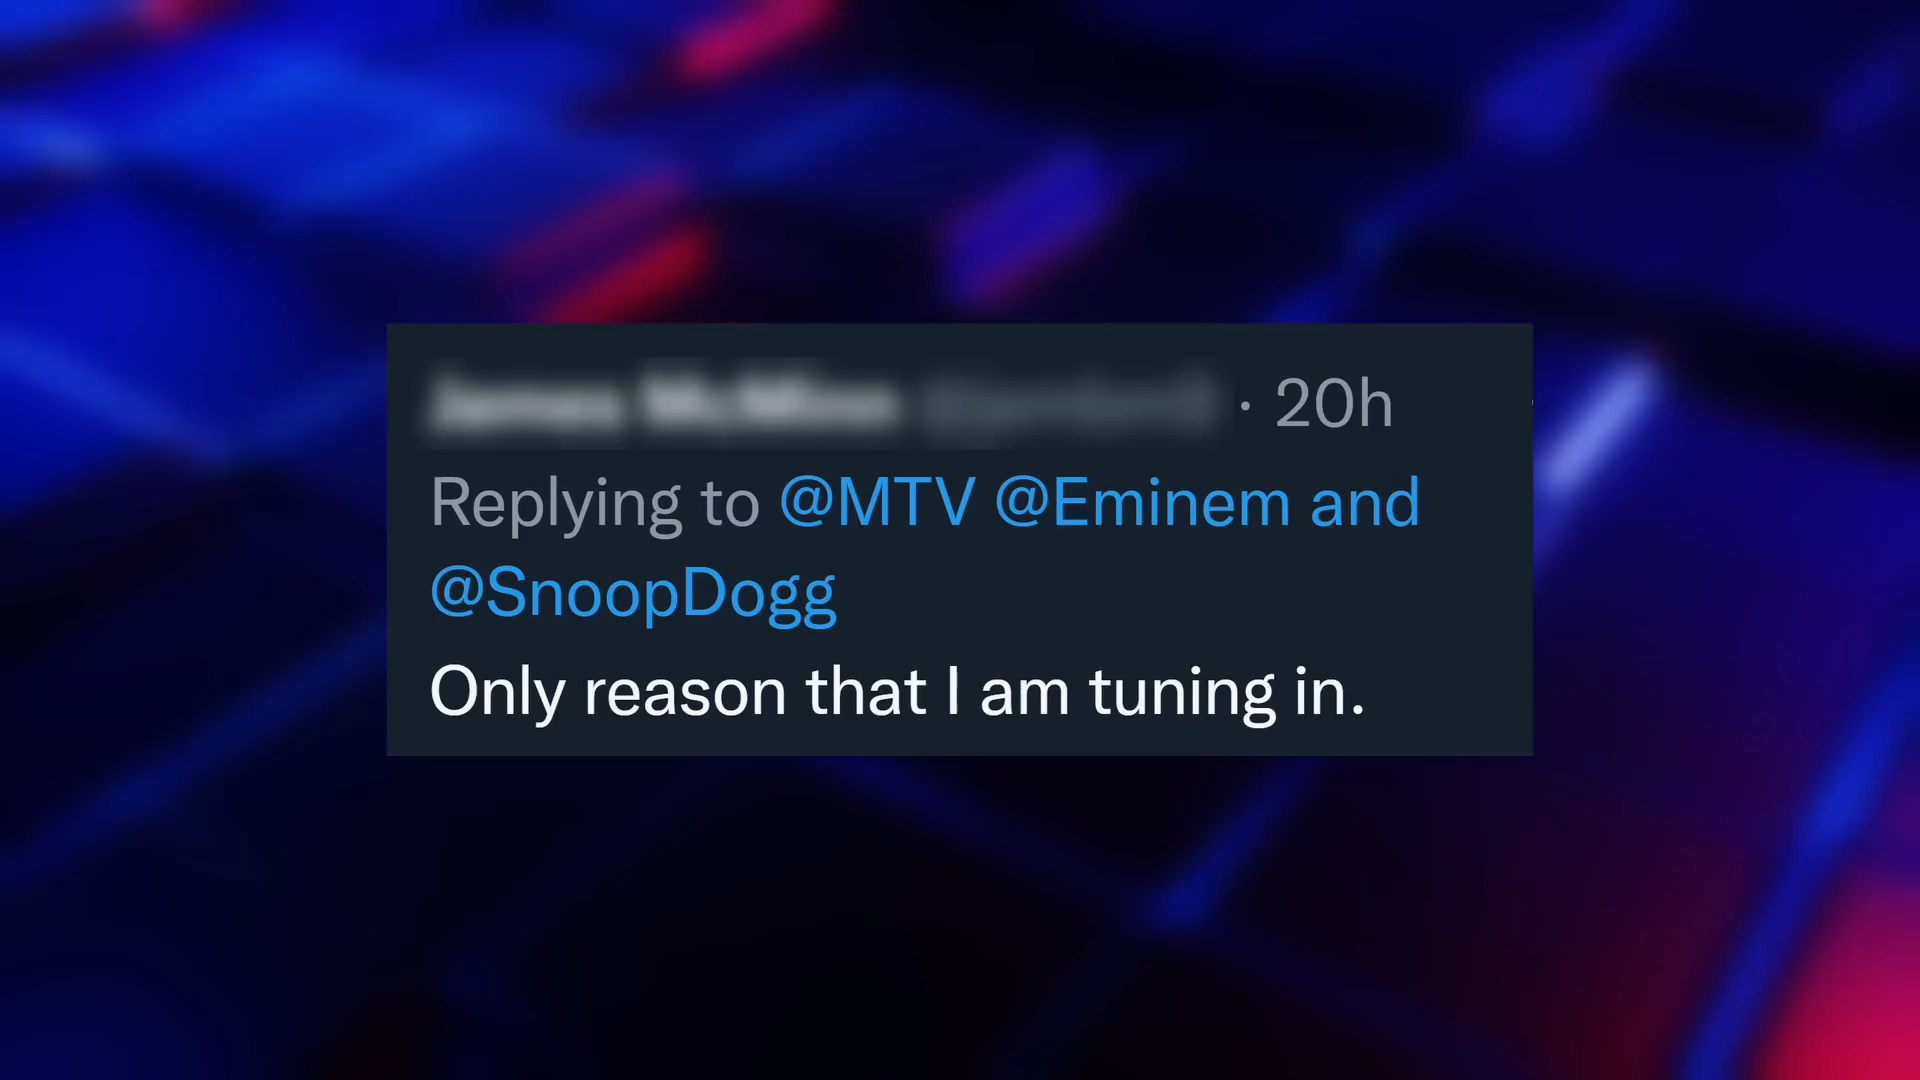 · 20h
Replying to @MTV @Eminem and
@SnoopDogg
Only reason that I am tuning in.